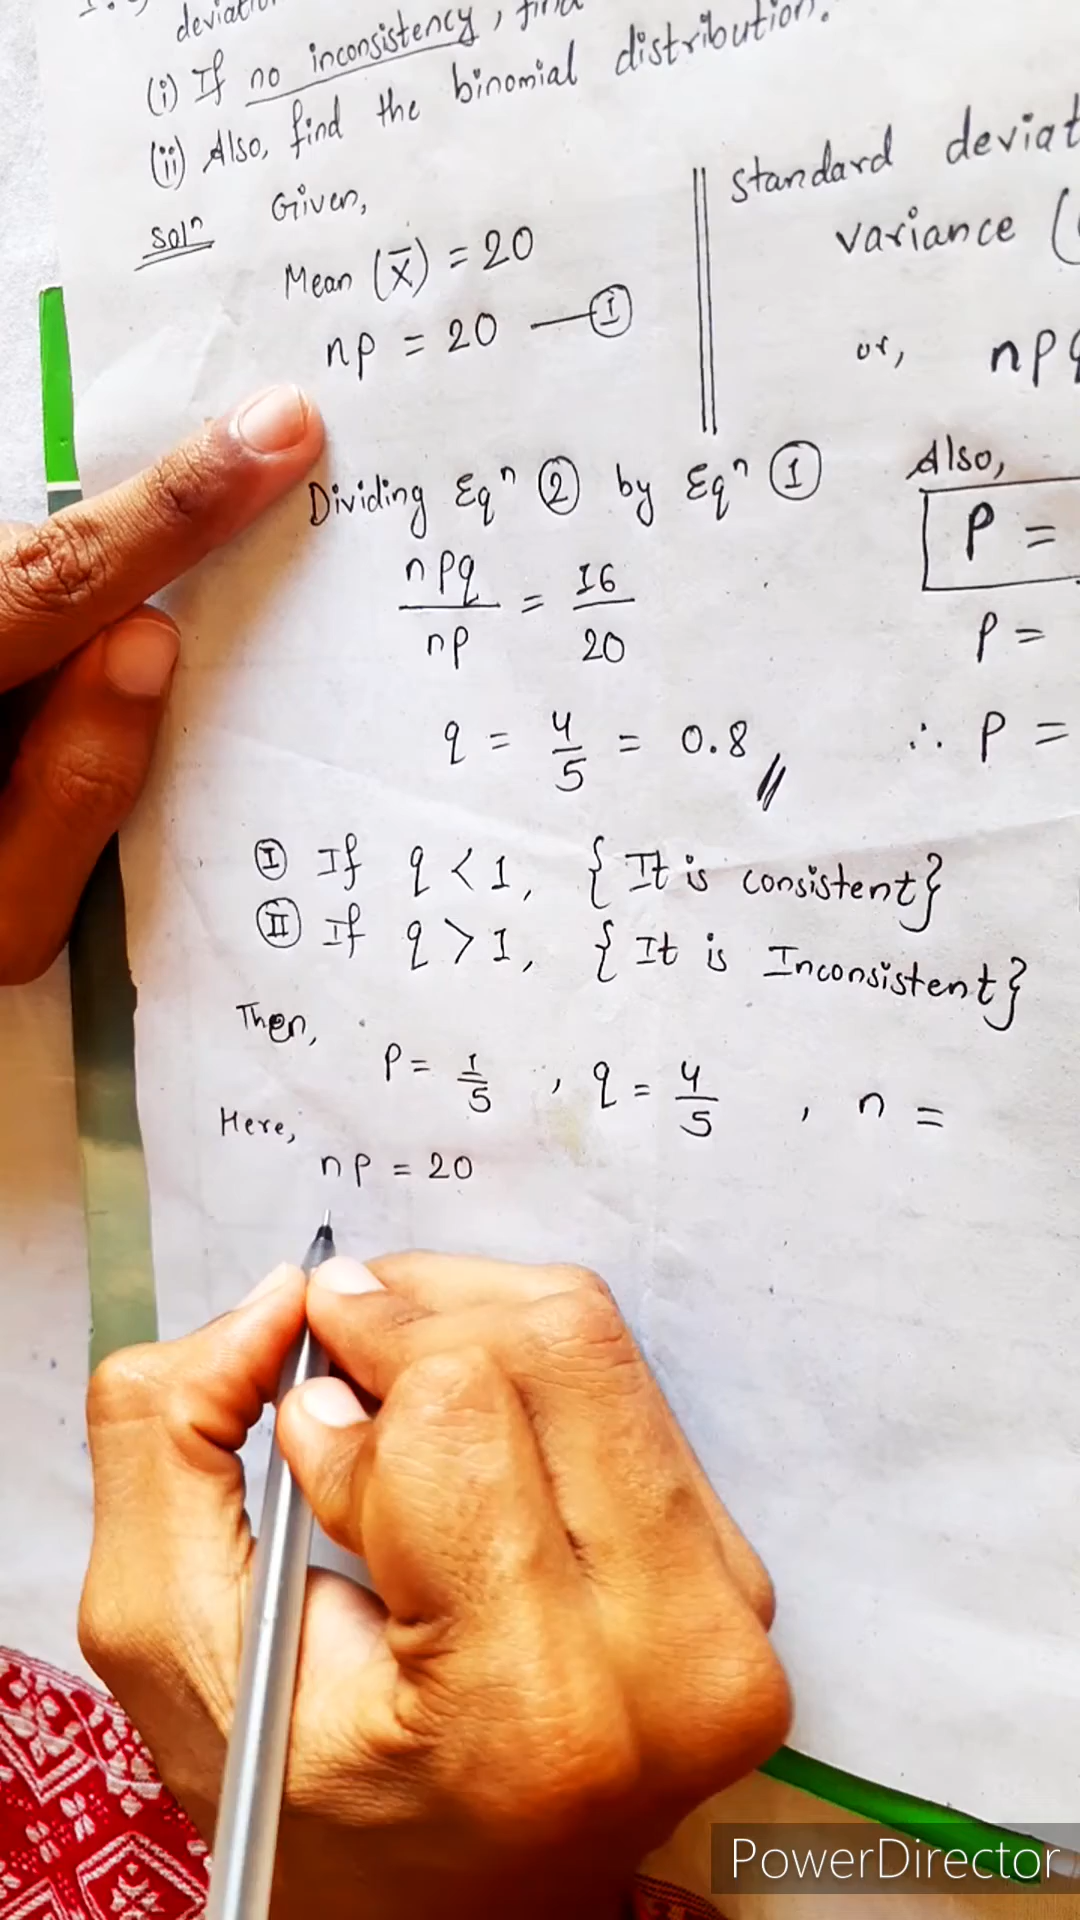 deviation
(i) If no inconsistency, find
(ii) Also, find the binomial distribution.
Solⁿ Given,
Mean (X̄) = 20
np = 20 — Ⓘ
standard deviat
variance (
or, npq
Dividing Eqⁿ ② by Eqⁿ ①
npq/np = 16/20
q = 4/5 = 0.8
Also,
P =
P =
∴ P =
Ⓘ If q < 1, { It is consistent}
Ⓘ​Ⓘ If q > 1, { It is Inconsistent}
Then,
P = 1/5 , q = 4/5 , n =
Here,
np = 20
PowerDirector